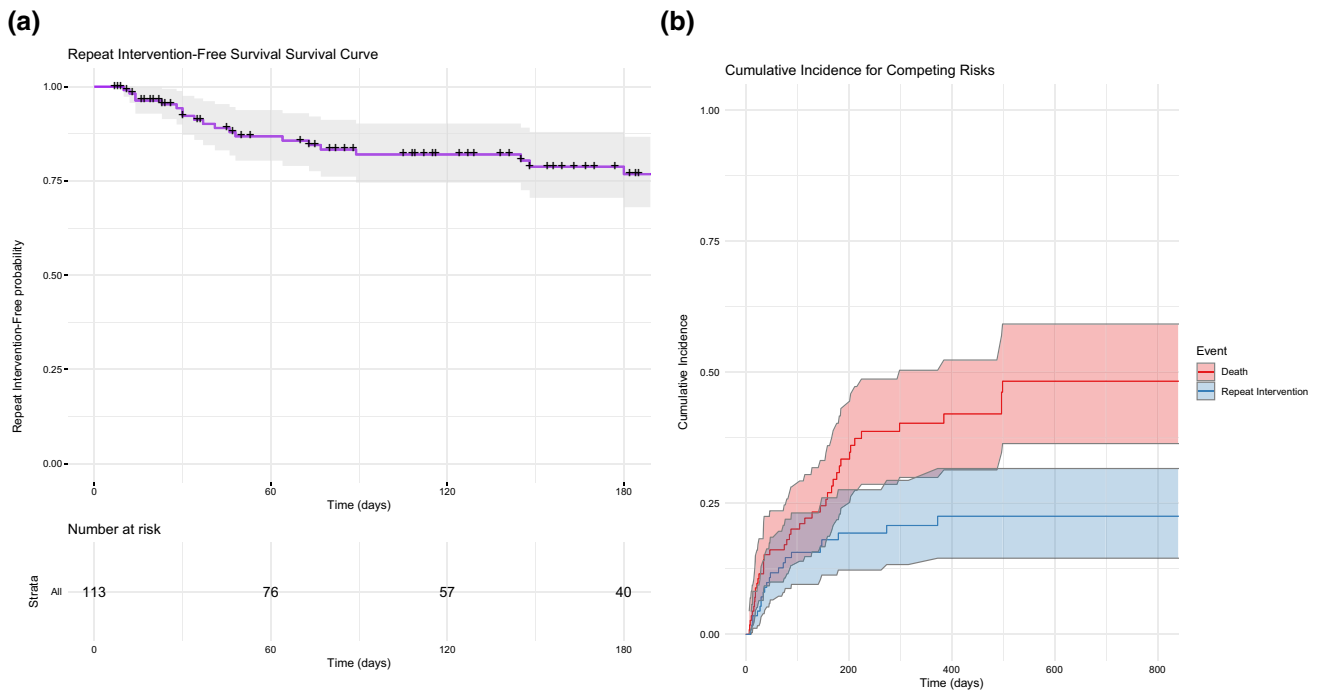 (a)
Repeat Intervention-Free Survival Survival Curve
Repeat Intervention-Free probability
1.00
0.75
0.50
0.25
0.00
0 60 120 180
Time (days)
Number at risk
Strata
All 113 76 57 40
0 60 120 180
Time (days)
(b)
Cumulative Incidence for Competing Risks
Cumulative Incidence
1.00
0.75
0.50
0.25
0.00
0 200 400 600 800
Time (days)
Event
Death
Repeat Intervention